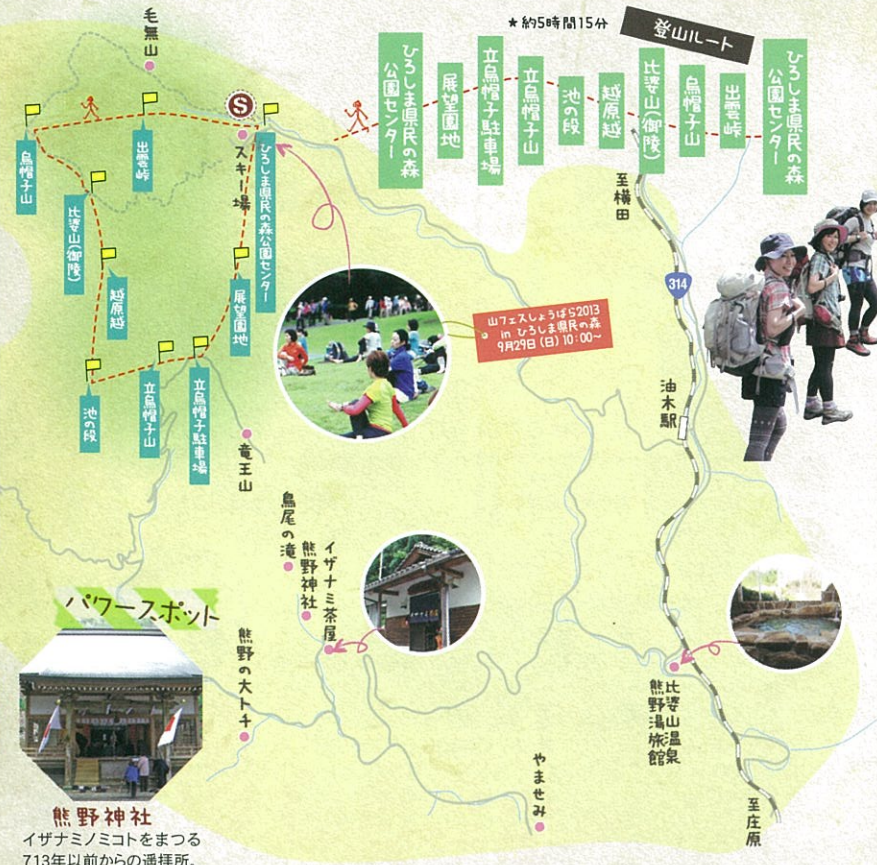 ★約5時間15分
登山ルート
ひろしま県民の森
公園センター
展望園地
立烏帽子駐車場
立烏帽子山
池の段
越原越
比婆山(御陵)
烏帽子山
出雲峠
ひろしま県民の森
公園センター
毛無山
S
スキー場
ひろしま県民の森公園センター
出雲峠
烏帽子山
比婆山(御陵)
越原越
池の段
立烏帽子山
立烏帽子駐車場
展望園地
竜王山
山フェスしょうばら2013
in ひろしま県民の森
9月29日(日)10:00~
至横田
314
油木駅
鳥尾の滝
熊野神社
イザナミ茶屋
熊野の大トチ
比婆山温泉
熊野湯旅館
やませみ
至庄原
パワースポット
熊野神社
イザナミノミコトをまつる
713年以前からの遥拝所。